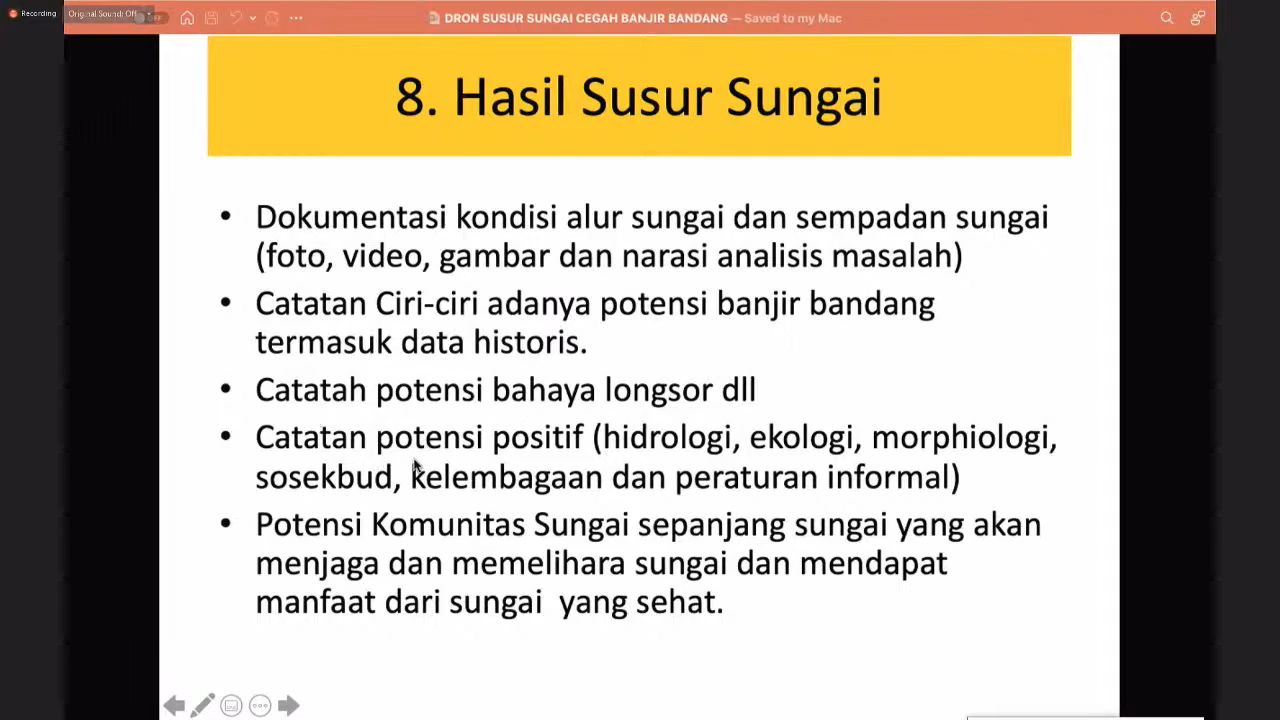 Recording
Original Sound: Off
OFF
DRON SUSUR SUNGAI CEGAH BANJIR BANDANG — Saved to my Mac
8. Hasil Susur Sungai
• Dokumentasi kondisi alur sungai dan sempadan sungai
(foto, video, gambar dan narasi analisis masalah)
• Catatan Ciri-ciri adanya potensi banjir bandang
termasuk data historis.
• Catatah potensi bahaya longsor dll
• Catatan potensi positif (hidrologi, ekologi, morphiologi,
sosekbud, kelembagaan dan peraturan informal)
• Potensi Komunitas Sungai sepanjang sungai yang akan
menjaga dan memelihara sungai dan mendapat
manfaat dari sungai  yang sehat.